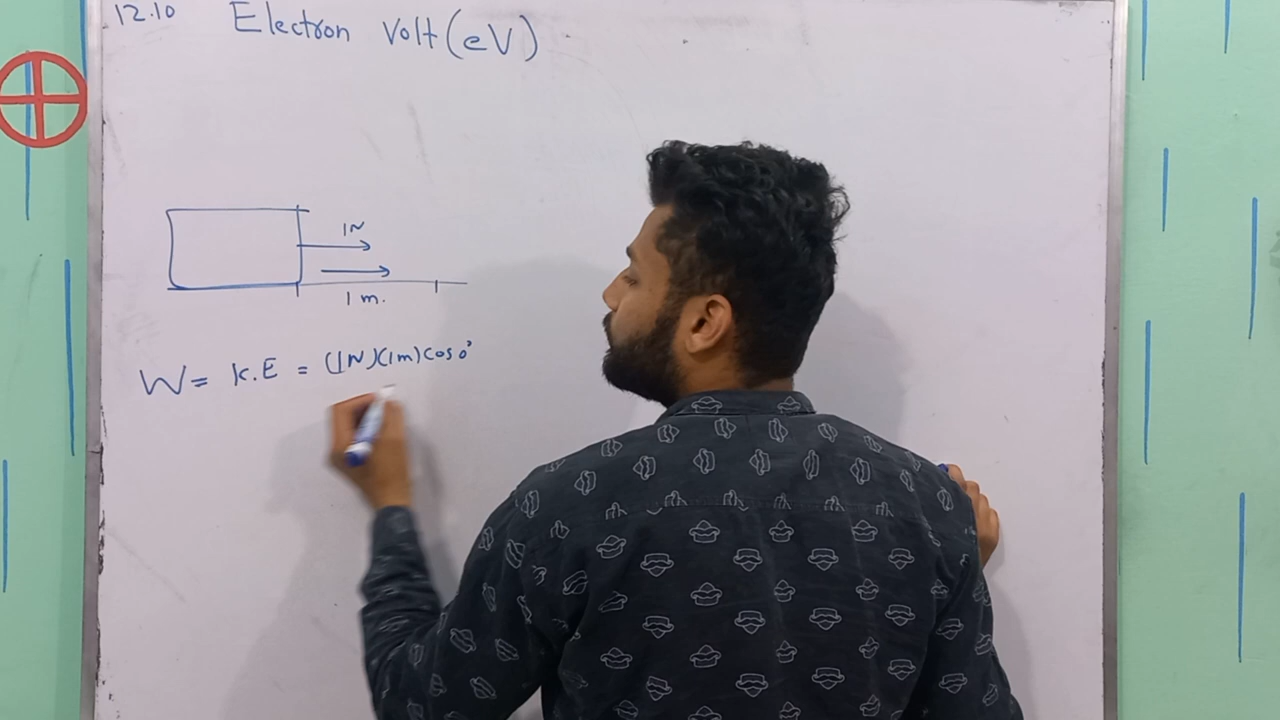 12.10 Electron Volt (eV)
1N
1 m.
W = K.E = (1N)(1m)cos0°